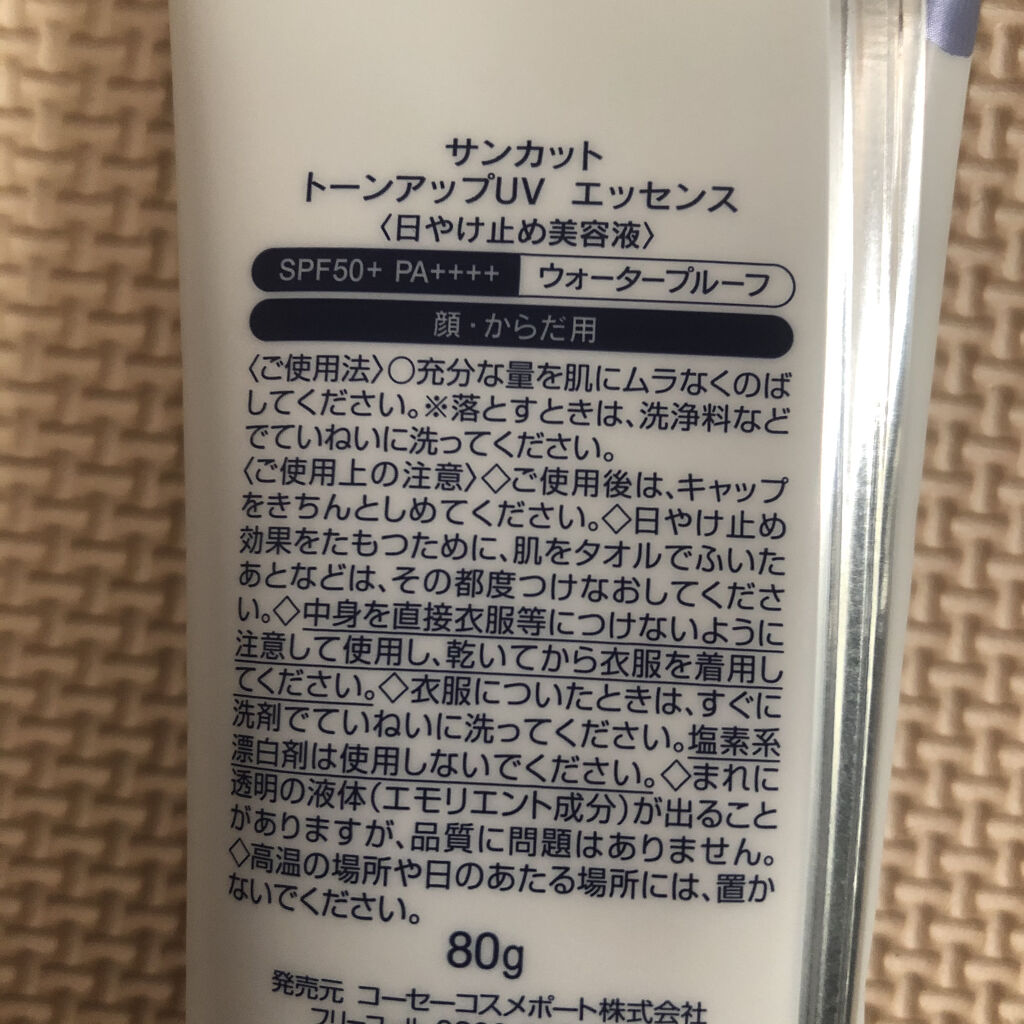 サンカット
トーンアップUV エッセンス
〈日やけ止め美容液〉
SPF50+ PA++++ ウォータープルーフ
顔・からだ用
〈ご使用法〉○充分な量を肌にムラなくのば
してください。※落とすときは、洗浄料など
でていねいに洗ってください。
〈ご使用上の注意〉◇ご使用後は、キャップ
をきちんとしめてください。◇日やけ止め
効果をたもつために、肌をタオルでふいた
あとなどは、その都度つけなおしてくださ
い。◇中身を直接衣服等につけないように
注意して使用し、乾いてから衣服を着用し
てください。◇衣服についたときは、すぐに
洗剤でていねいに洗ってください。塩素系
漂白剤は使用しないでください。◇まれに
透明の液体(エモリエント成分)が出ること
がありますが、品質に問題はありません。
◇高温の場所や日のあたる場所には、置か
ないでください。
80g
発売元 コーセーコスメポート株式会社